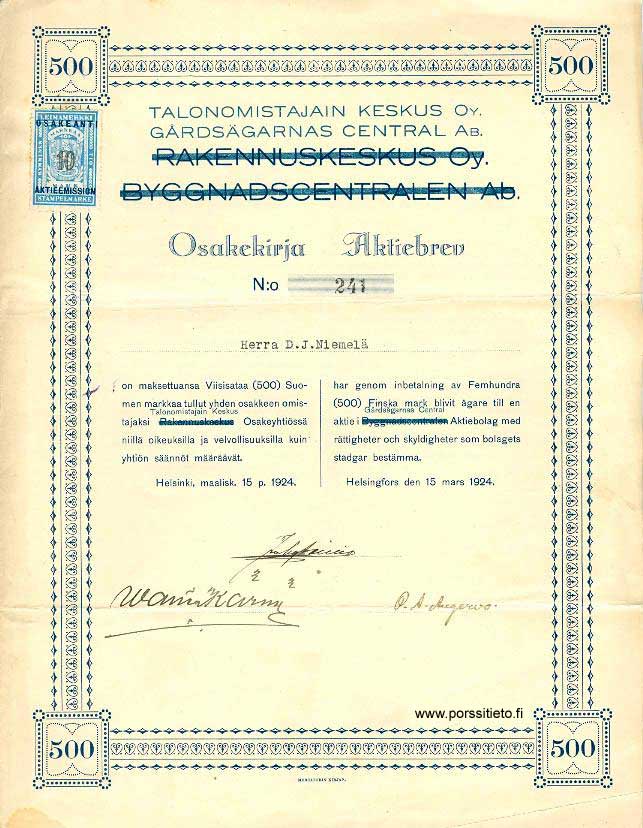 500 500
LEIMAMERKKI
OSAKEANTI
10
AKTIEEMISSION
STÄMPELMÄRKE
TALONOMISTAJAIN KESKUS OY.
GÅRDSÄGARNAS CENTRAL AB.
RAKENNUSKESKUS Oy.
BYGGNADSCENTRALEN Ab.
Osakekirja Aktiebrev
N:o 241
Herra D.J.Niemelä
on maksettuansa Viisisataa (500) Suo-
men markkaa tullut yhden osakkeen omis-
Talonomistajain Keskus
tajaksi Rakennuskeskus Osakeyhtiössä
niillä oikeuksilla ja velvollisuuksilla kuin
yhtiön säännöt määräävät.
Helsinki, maalisk. 15 p. 1924.
har genom inbetalning av Femhundra
(500) Finska mark blivit ägare till en
Gårdsägarnas Central
aktie i Byggnadscentralen Aktiebolag med
rättigheter och skyldigheter som bolagets
stadgar bestämma.
Helsingfors den 15 mars 1924.
www.porssitieto.fi
500 500